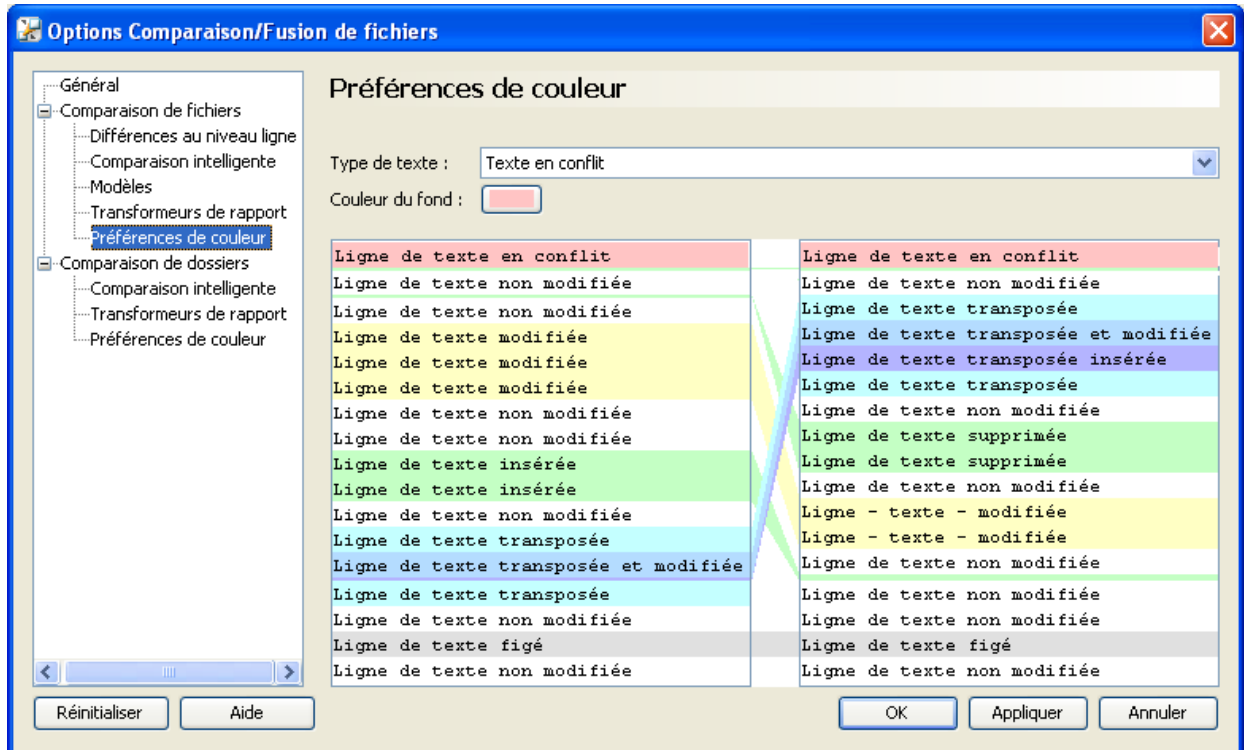 Options Comparaison/Fusion de fichiers
Général
Comparaison de fichiers
Différences au niveau ligne
Comparaison intelligente
Modèles
Transformeurs de rapport
Préférences de couleur
Comparaison de dossiers
Comparaison intelligente
Transformeurs de rapport
Préférences de couleur
Préférences de couleur
Type de texte :
Texte en conflit
Couleur du fond :
Ligne de texte en conflit
Ligne de texte non modifiée
Ligne de texte non modifiée
Ligne de texte modifiée
Ligne de texte modifiée
Ligne de texte modifiée
Ligne de texte non modifiée
Ligne de texte non modifiée
Ligne de texte insérée
Ligne de texte insérée
Ligne de texte non modifiée
Ligne de texte transposée
Ligne de texte transposée et modifiée
Ligne de texte transposée
Ligne de texte non modifiée
Ligne de texte figé
Ligne de texte non modifiée
Ligne de texte en conflit
Ligne de texte non modifiée
Ligne de texte transposée
Ligne de texte transposée et modifiée
Ligne de texte transposée insérée
Ligne de texte transposée
Ligne de texte non modifiée
Ligne de texte supprimée
Ligne de texte supprimée
Ligne de texte non modifiée
Ligne - texte - modifiée
Ligne - texte - modifiée
Ligne de texte non modifiée
Ligne de texte non modifiée
Ligne de texte non modifiée
Ligne de texte figé
Ligne de texte non modifiée
Réinitialiser
Aide
OK
Appliquer
Annuler